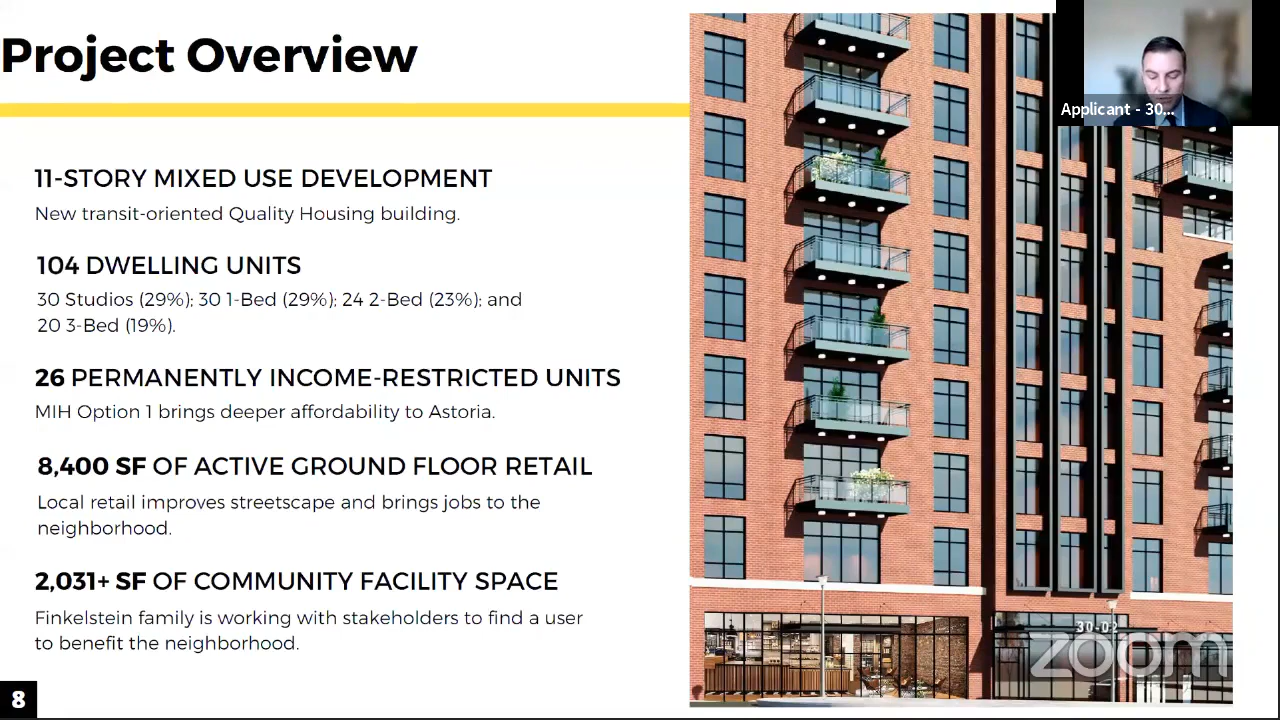 Project Overview
Applicant - 30...
11-STORY MIXED USE DEVELOPMENT
New transit-oriented Quality Housing building.
104 DWELLING UNITS
30 Studios (29%); 30 1-Bed (29%); 24 2-Bed (23%); and
20 3-Bed (19%).
26 PERMANENTLY INCOME-RESTRICTED UNITS
MIH Option 1 brings deeper affordability to Astoria.
8,400 SF OF ACTIVE GROUND FLOOR RETAIL
Local retail improves streetscape and brings jobs to the
neighborhood.
2,031+ SF OF COMMUNITY FACILITY SPACE
Finkelstein family is working with stakeholders to find a user
to benefit the neighborhood.
30-02
zoom
8